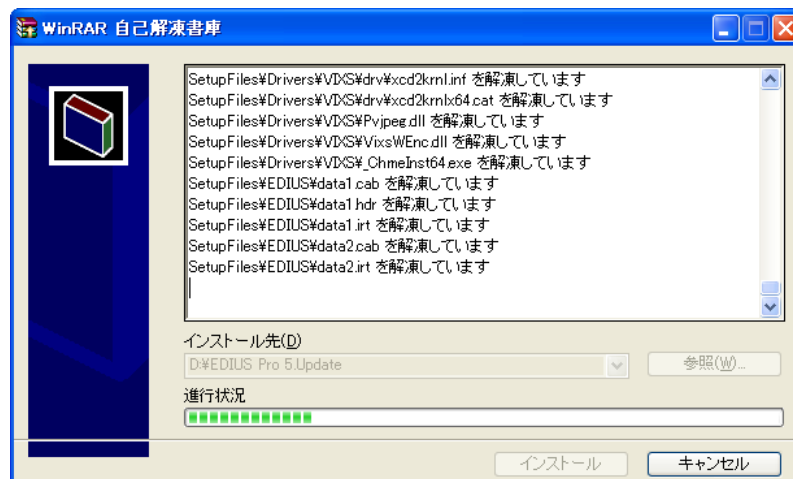 WinRAR 自己解凍書庫
SetupFiles¥Drivers¥VIXS¥drv¥xcd2krnl.inf を解凍しています
SetupFiles¥Drivers¥VIXS¥drv¥xcd2krnlx64.cat を解凍しています
SetupFiles¥Drivers¥VIXS¥Pvjpeg.dll を解凍しています
SetupFiles¥Drivers¥VIXS¥VixsWEnc.dll を解凍しています
SetupFiles¥Drivers¥VIXS¥_ChmeInst64.exe を解凍しています
SetupFiles¥EDIUS¥data1.cab を解凍しています
SetupFiles¥EDIUS¥data1.hdr を解凍しています
SetupFiles¥EDIUS¥data1.irt を解凍しています
SetupFiles¥EDIUS¥data2.cab を解凍しています
SetupFiles¥EDIUS¥data2.irt を解凍しています
インストール先(D)
D:¥EDIUS Pro 5.Update
参照(W)...
進行状況
インストール
キャンセル